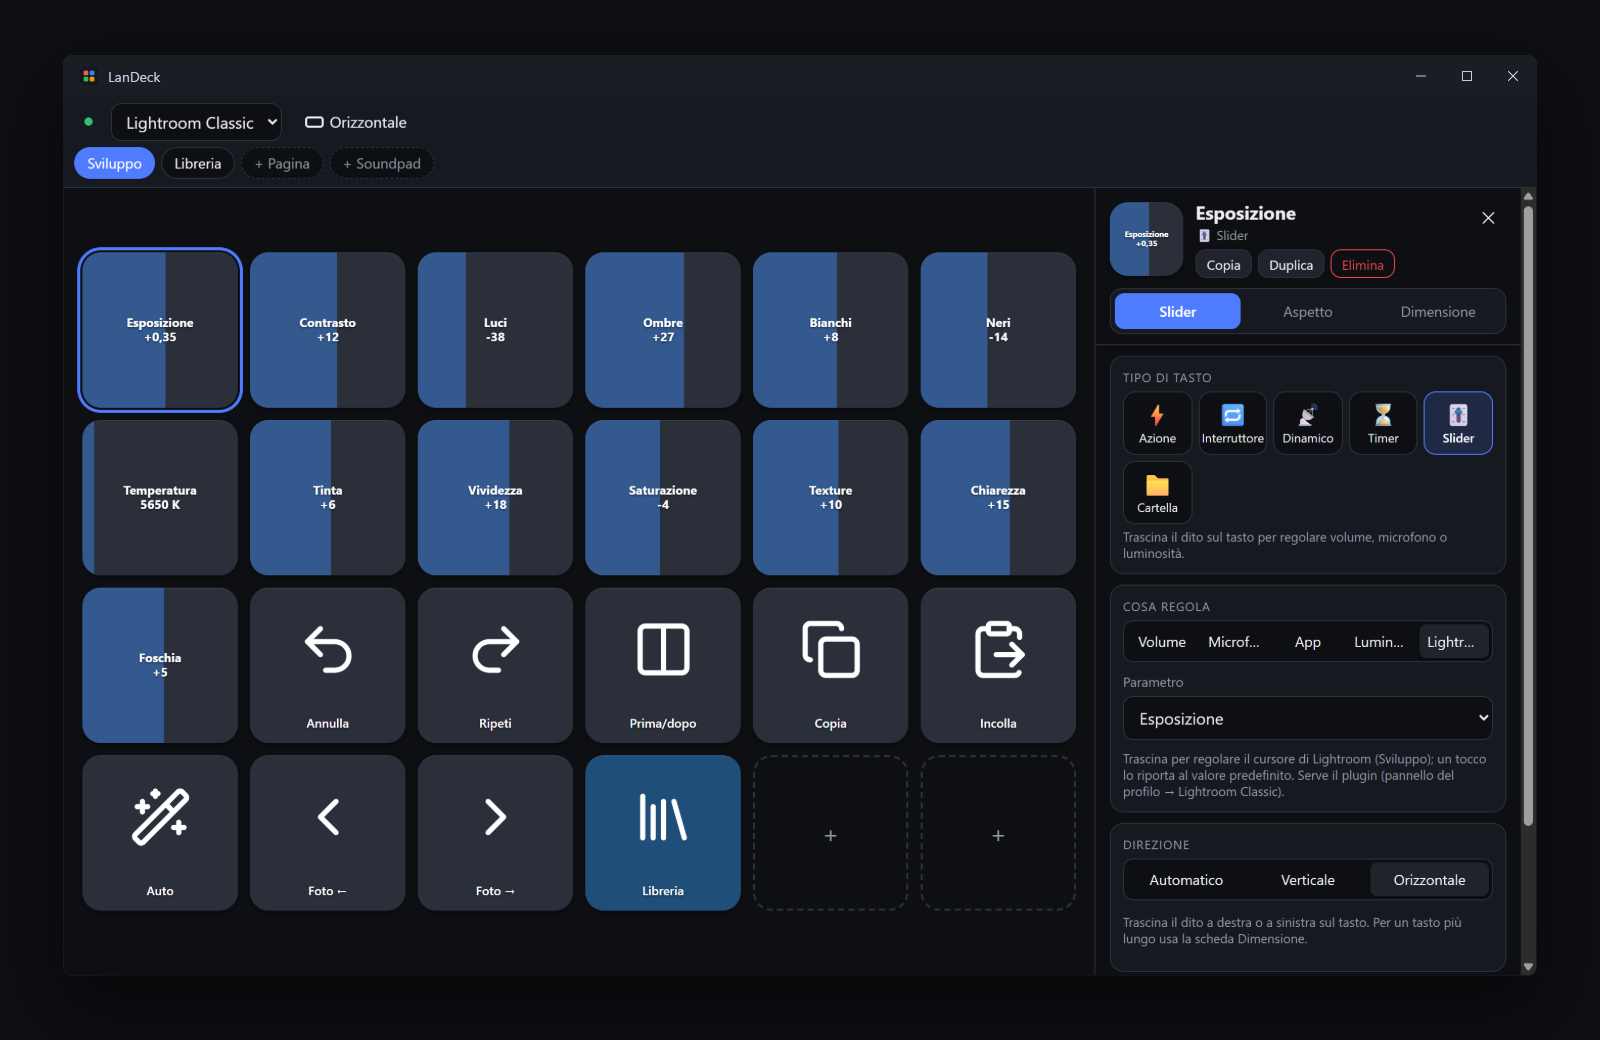 LanDeck
Lightroom Classic
Orizzontale
Sviluppo
Libreria
+ Pagina
+ Soundpad
Esposizione
+0,35
Contrasto
+12
Luci
-38
Ombre
+27
Bianchi
+8
Neri
-14
Temperatura
5650 K
Tinta
+6
Vividezza
+18
Saturazione
-4
Texture
+10
Chiarezza
+15
Foschia
+5
Annulla
Ripeti
Prima/dopo
Copia
Incolla
Auto
Foto ←
Foto →
Libreria
+
+
Esposizione
+0,35
Esposizione
Slider
Copia
Duplica
Elimina
Slider
Aspetto
Dimensione
TIPO DI TASTO
Azione
Interruttore
Dinamico
Timer
Slider
Cartella
Trascina il dito sul tasto per regolare volume, microfono o
luminosità.
COSA REGOLA
Volume
Microf...
App
Lumin...
Lightr...
Parametro
Esposizione
Trascina per regolare il cursore di Lightroom (Sviluppo); un tocco
lo riporta al valore predefinito. Serve il plugin (pannello del
profilo → Lightroom Classic).
DIREZIONE
Automatico
Verticale
Orizzontale
Trascina il dito a destra o a sinistra sul tasto. Per un tasto più
lungo usa la scheda Dimensione.